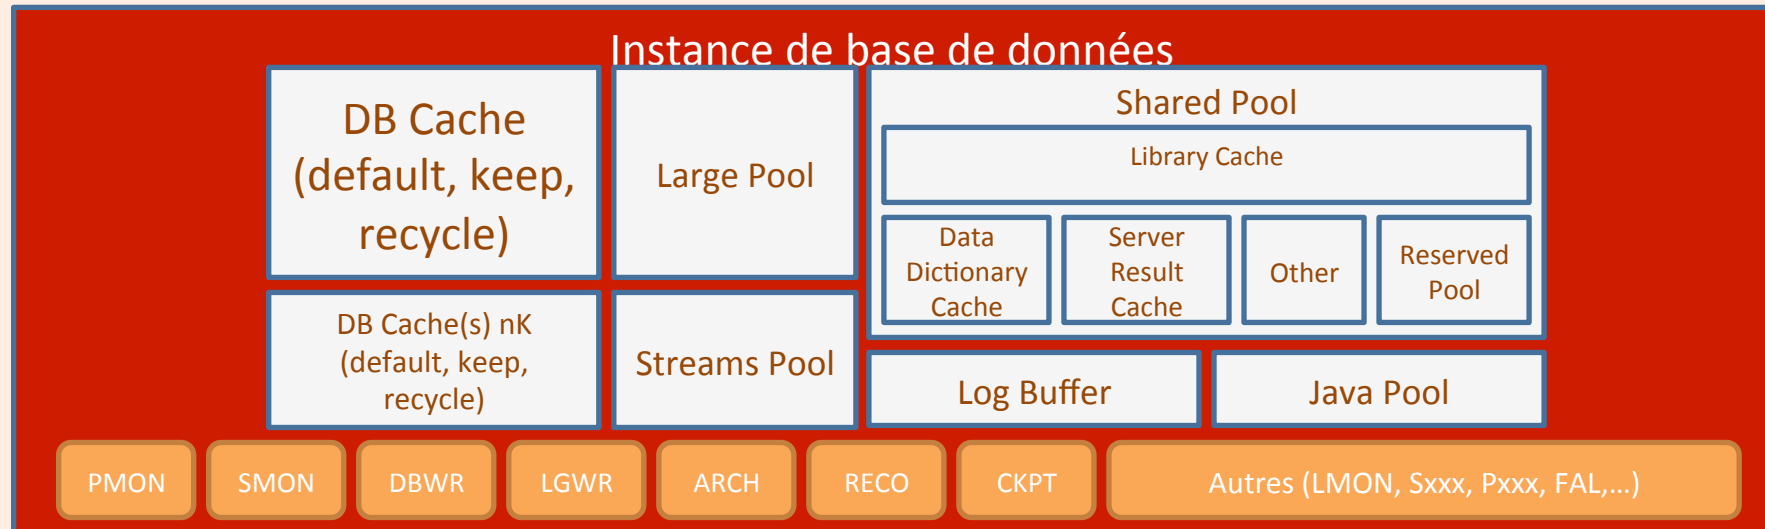 Instance de base de données
DB Cache
(default, keep,
recycle)
Large Pool
Shared Pool
Library Cache
Data
Dictionary
Cache
Server
Result
Cache
Other
Reserved
Pool
DB Cache(s) nK
(default, keep,
recycle)
Streams Pool
Log Buffer
Java Pool
PMON
SMON
DBWR
LGWR
ARCH
RECO
CKPT
Autres (LMON, Sxxx, Pxxx, FAL,...)